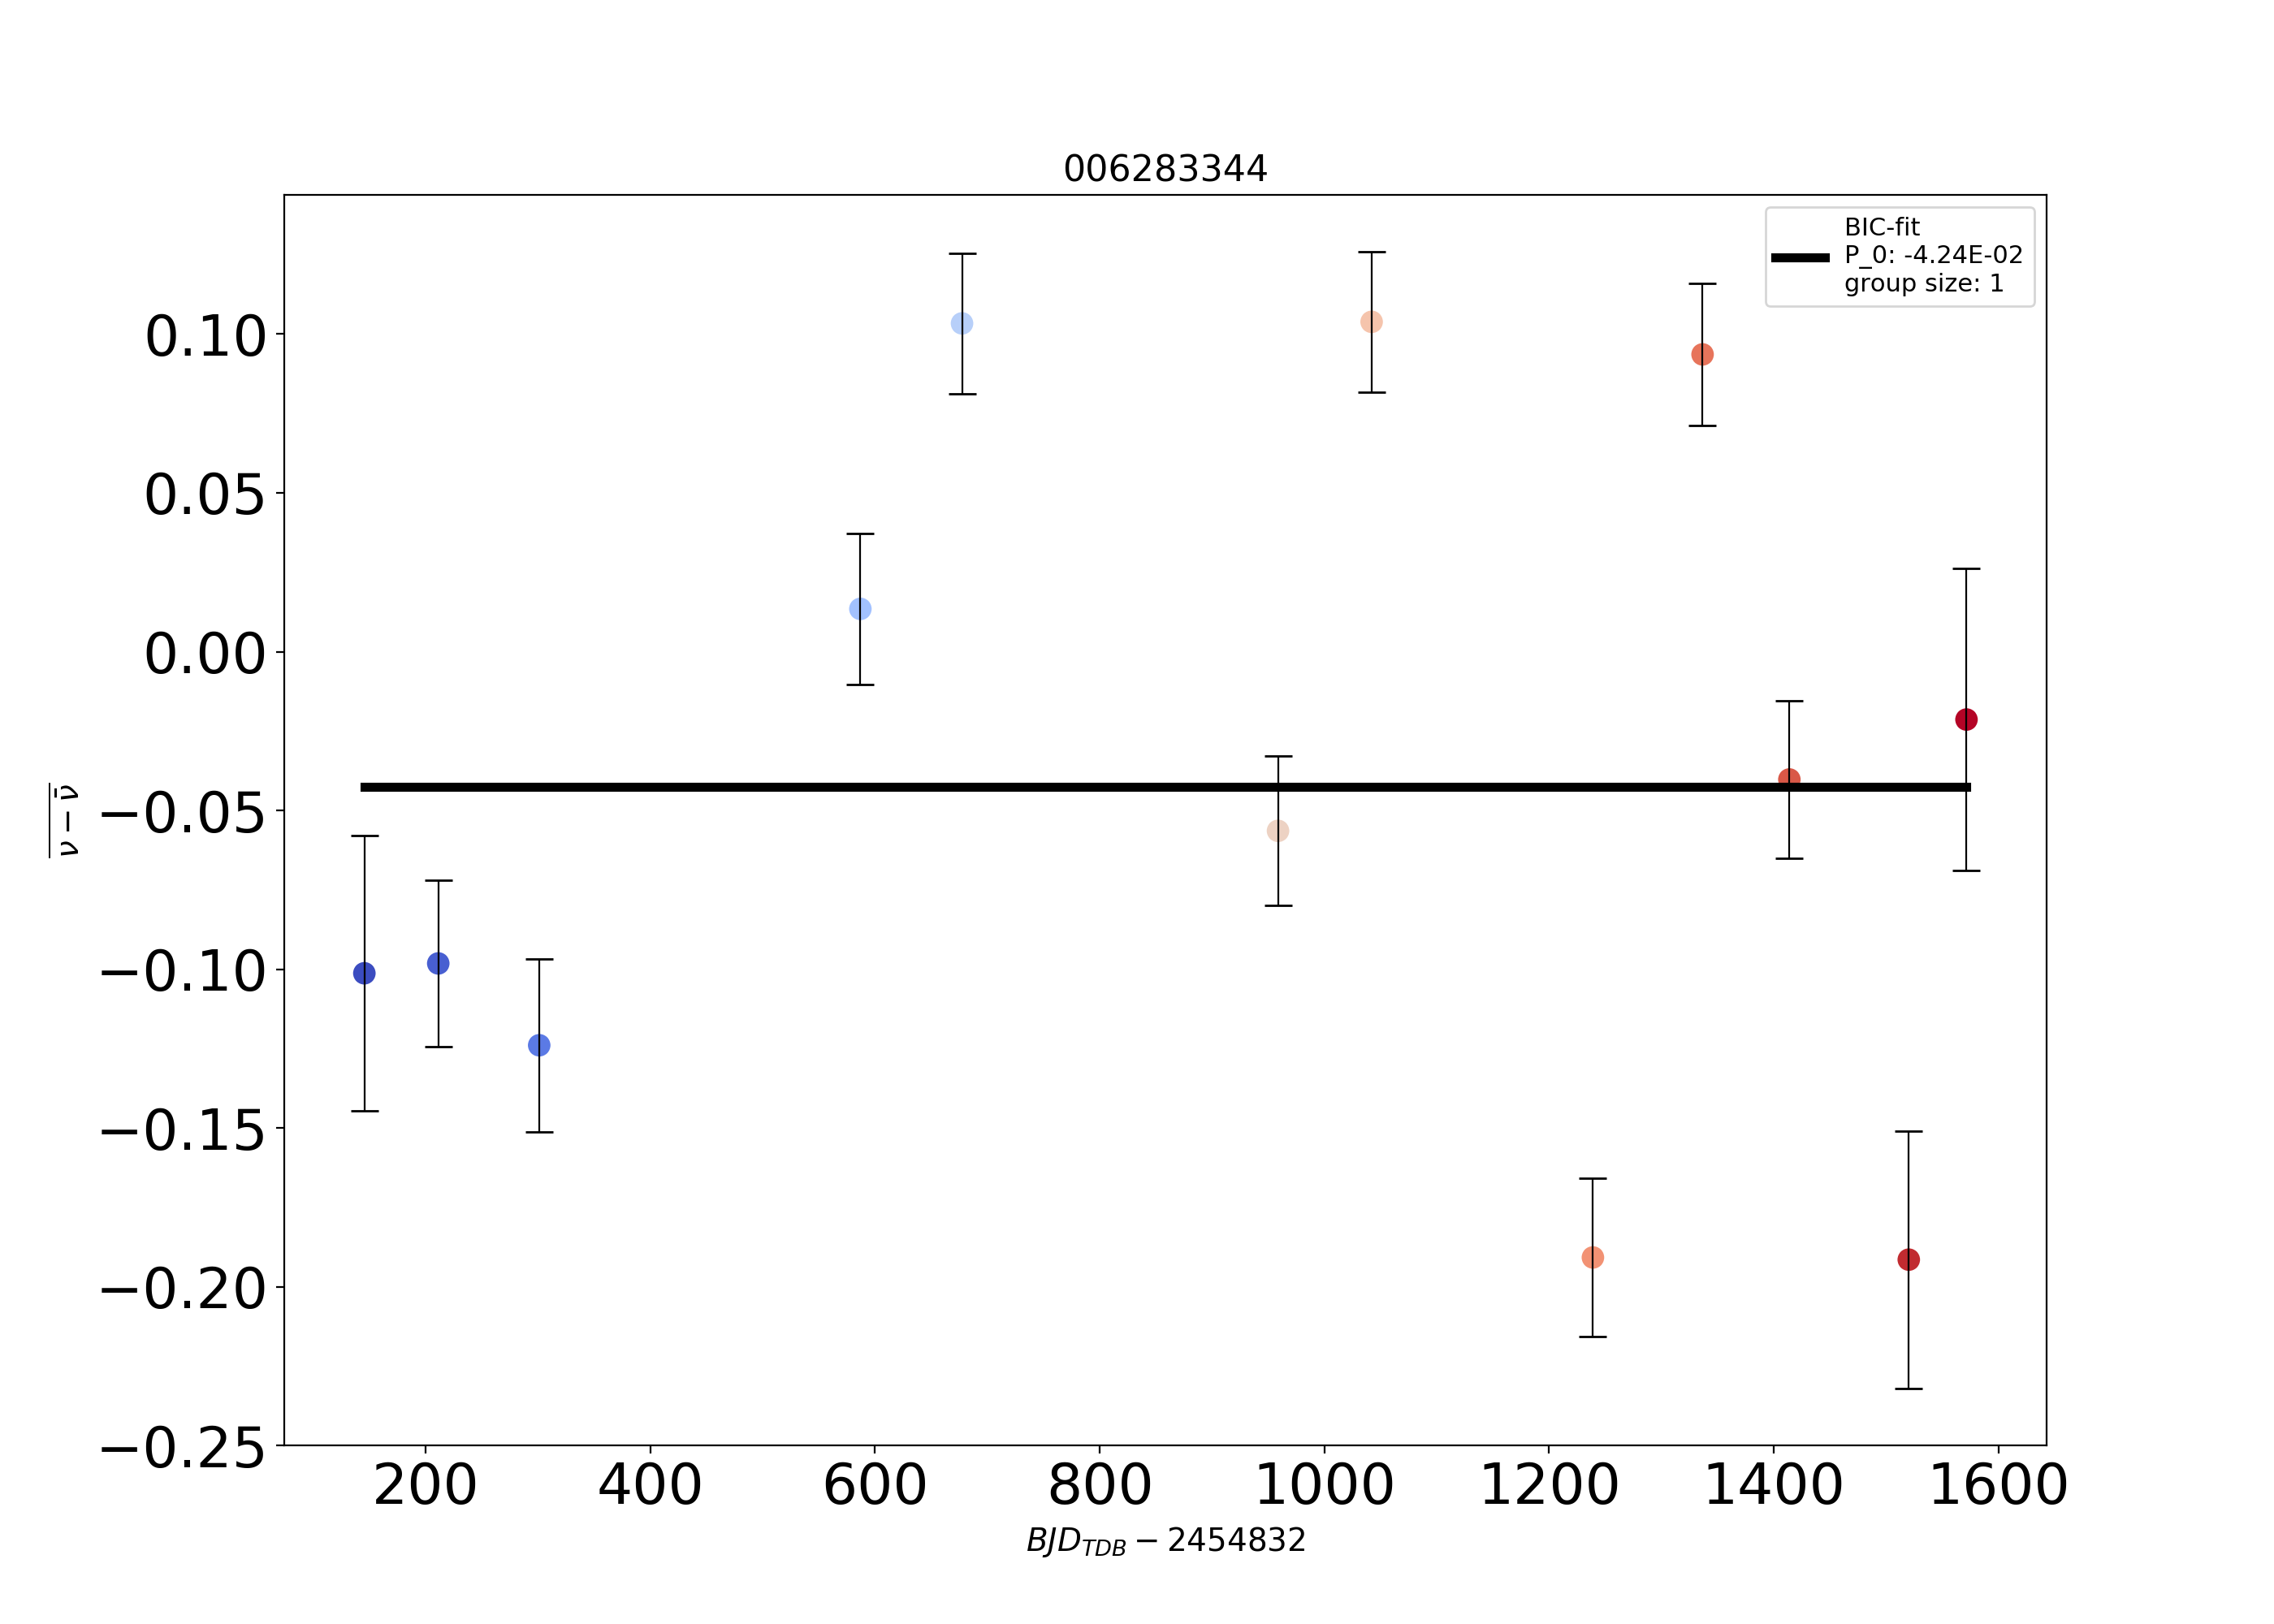 006283344
BIC-fit
P_0: -4.24E-02
group size: 1
0.10
0.05
0.00
−0.05
−0.10
−0.15
−0.20
−0.25
ν − ν̄
200 400 600 800 1000 1200 1400 1600
BJD_TDB − 2454832